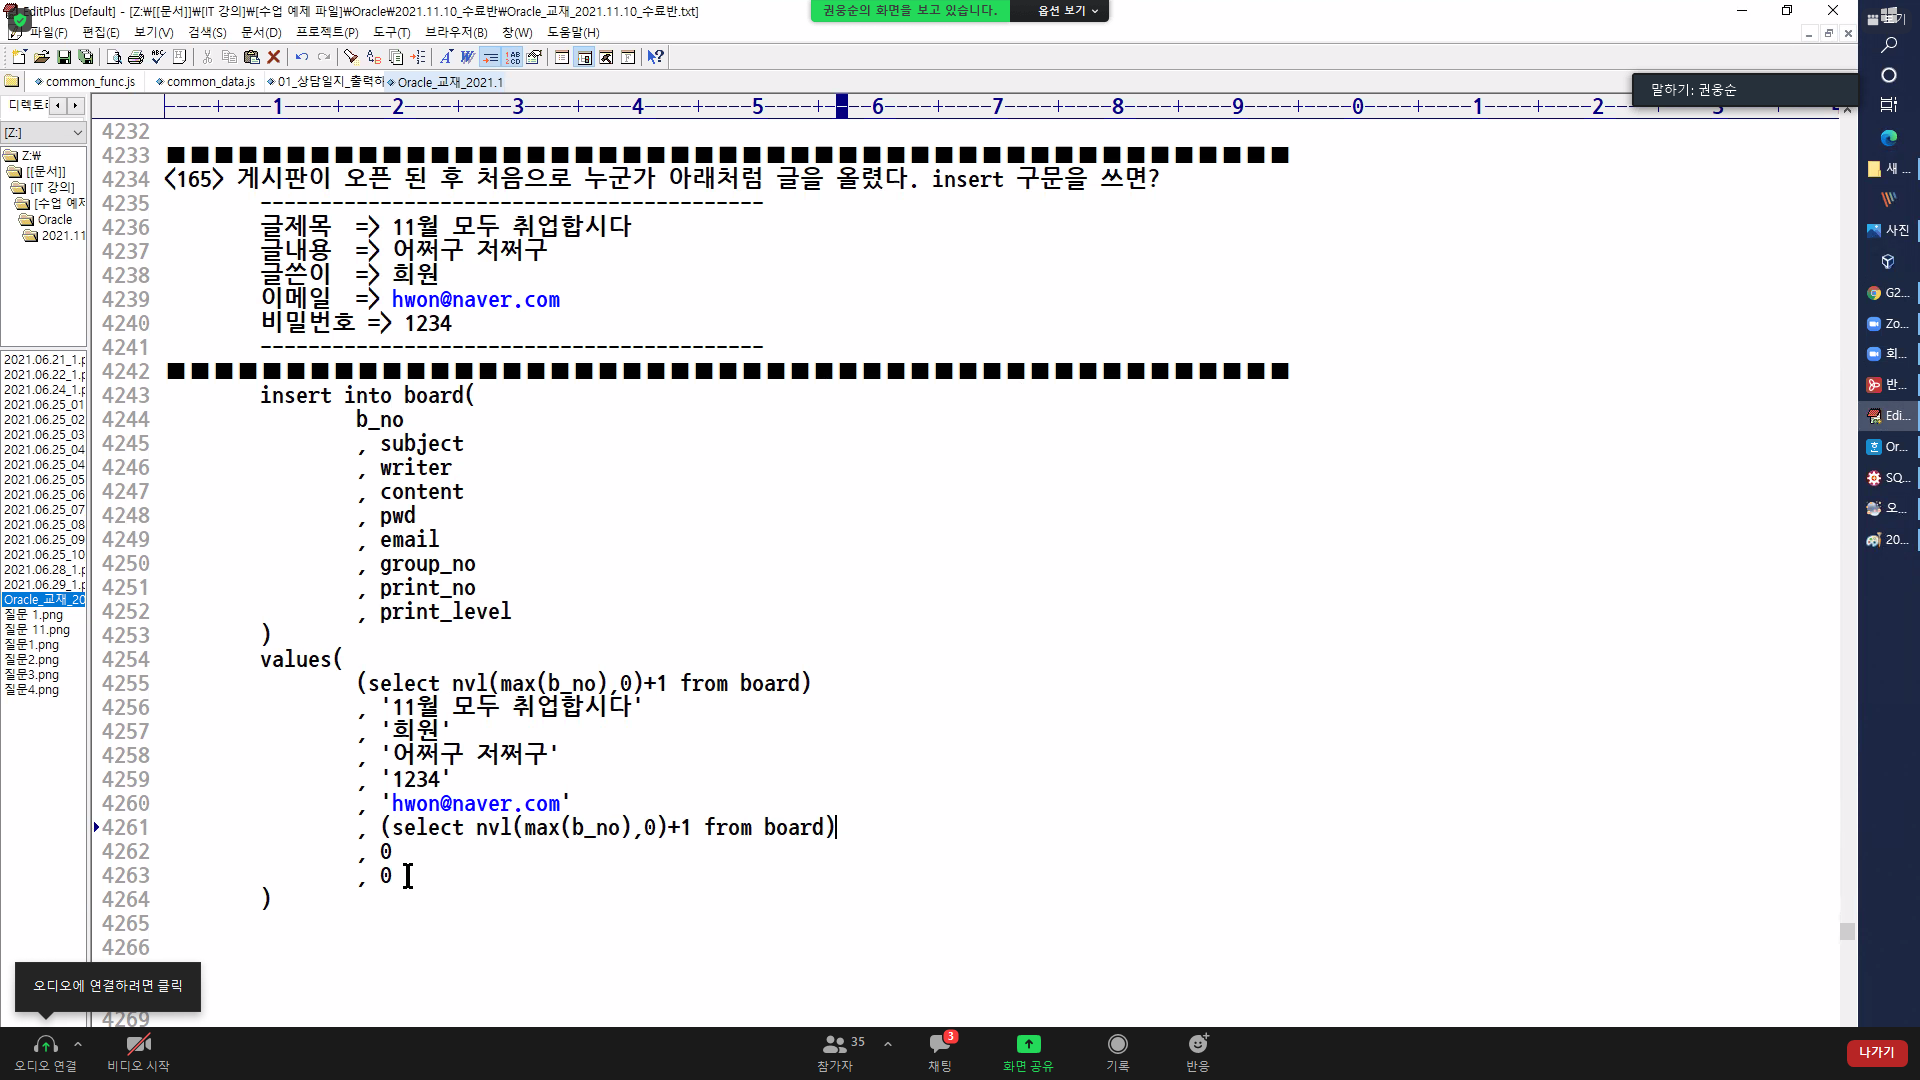 EditPlus [Default] - [Z:₩[[문서]]₩[IT 강의]₩[수업 예제 파일]₩Oracle₩2021.11.10_수료반₩Oracle_교재_2021.11.10_수료반.txt]
권웅순의 화면을 보고 있습니다.
옵션 보기
파일(F) 편집(E) 보기(V) 검색(S) 문서(D) 프로젝트(P) 도구(T) 브라우저(B) 창(W) 도움말(H)
common_func.js
common_data.js
01_상담일지_출력하
Oracle_교재_2021.1
말하기: 권웅순
디렉토리
----+----1----+----2----+----3----+----4----+----5----+----6----+----7----+----8----+----9----+----0----+----1----+----2----+----3----+
[Z:]
Z:₩
[[문서]]
[IT 강의]
[수업 예제
Oracle
2021.11
2021.06.21_1.p
2021.06.22_1.p
2021.06.24_1.p
2021.06.25_01
2021.06.25_02
2021.06.25_03
2021.06.25_04
2021.06.25_04
2021.06.25_05
2021.06.25_06
2021.06.25_07
2021.06.25_08
2021.06.25_09
2021.06.25_10
2021.06.28_1.p
2021.06.29_1.p
Oracle_교재_20
질문 1.png
질문 11.png
질문1.png
질문2.png
질문3.png
질문4.png
4232
4233 ■■■■■■■■■■■■■■■■■■■■■■■■■■■■■■■■■■■■■■■■■■■■■■■
4234 <165> 게시판이 오픈 된 후 처음으로 누군가 아래처럼 글을 올렸다. insert 구문을 쓰면?
4235 ------------------------------------------
4236 글제목 => 11월 모두 취업합시다
4237 글내용 => 어쩌구 저쩌구
4238 글쓴이 => 희원
4239 이메일 => hwon@naver.com
4240 비밀번호 => 1234
4241 ------------------------------------------
4242 ■■■■■■■■■■■■■■■■■■■■■■■■■■■■■■■■■■■■■■■■■■■■■■■
4243 insert into board(
4244 b_no
4245 , subject
4246 , writer
4247 , content
4248 , pwd
4249 , email
4250 , group_no
4251 , print_no
4252 , print_level
4253 )
4254 values(
4255 (select nvl(max(b_no),0)+1 from board)
4256 , '11월 모두 취업합시다'
4257 , '희원'
4258 , '어쩌구 저쩌구'
4259 , '1234'
4260 , 'hwon@naver.com'
4261 , (select nvl(max(b_no),0)+1 from board)
4262 , 0
4263 , 0
4264 )
4265
4266
4269
새 ...
사진
G2...
Zo...
회...
반...
Edi...
Or...
SQ...
오...
20...
오디오에 연결하려면 클릭
오디오 연결
비디오 시작
35
참가자
3
채팅
화면 공유
기록
반응
나가기